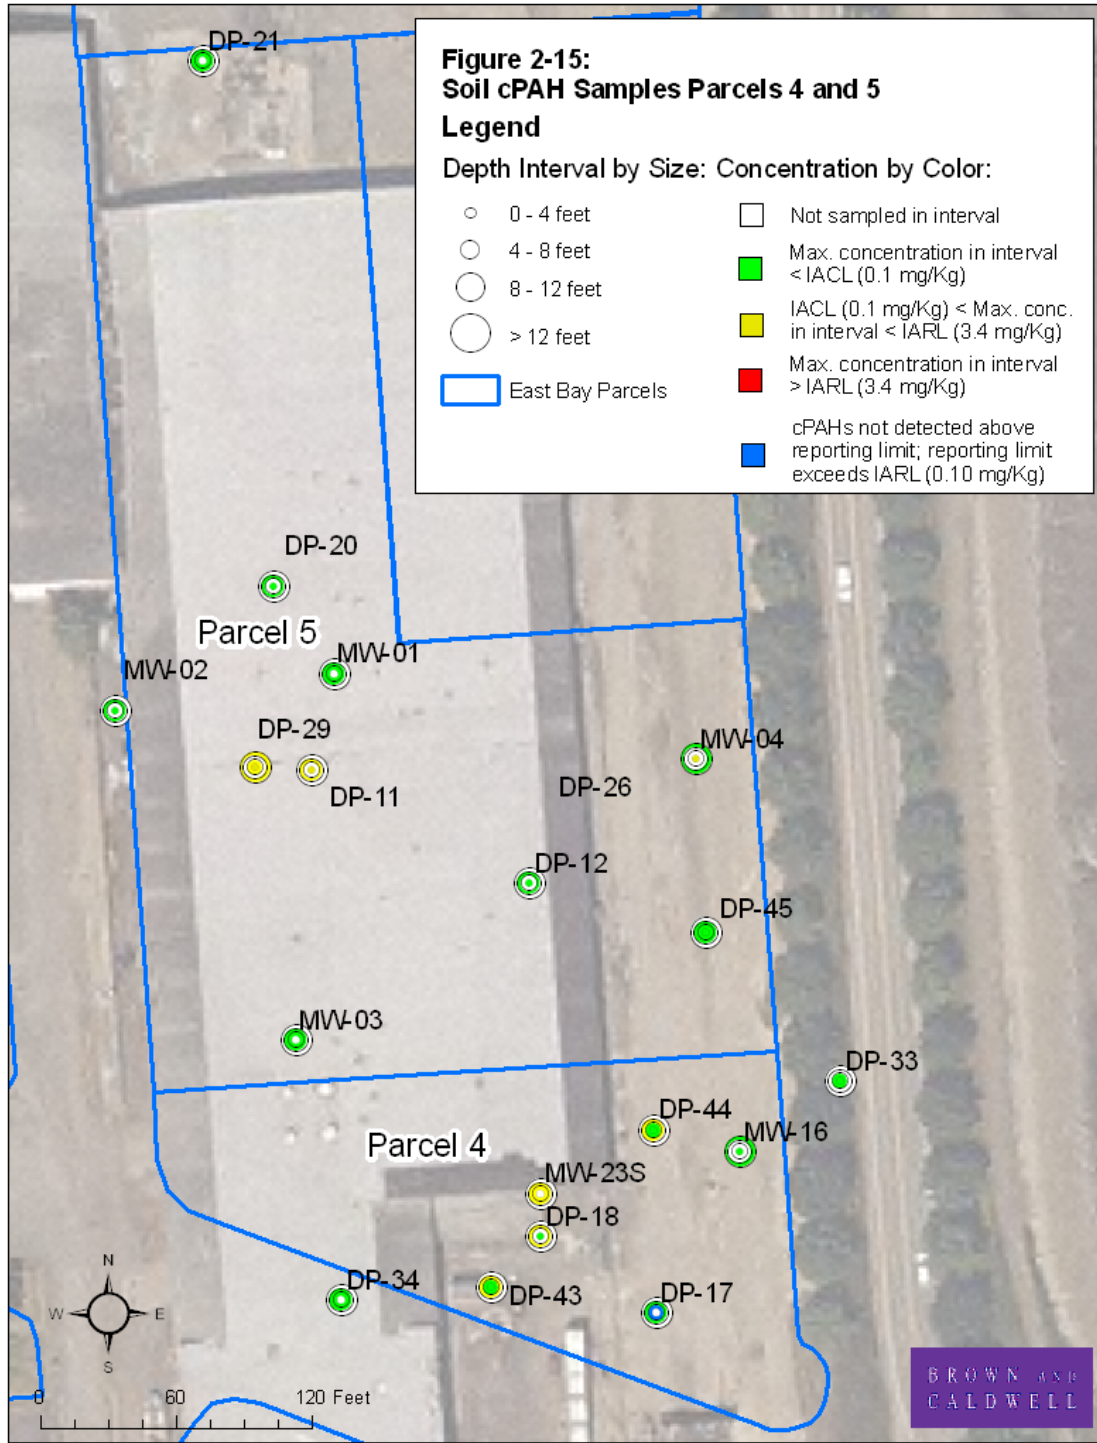 DP-21
Figure 2-15:
Soil cPAH Samples Parcels 4 and 5
Legend
Depth Interval by Size: Concentration by Color:
0 - 4 feet
4 - 8 feet
8 - 12 feet
> 12 feet
East Bay Parcels
Not sampled in interval
Max. concentration in interval
< IACL (0.1 mg/Kg)
IACL (0.1 mg/Kg) < Max. conc.
in interval < IARL (3.4 mg/Kg)
Max. concentration in interval
> IARL (3.4 mg/Kg)
cPAHs not detected above
reporting limit; reporting limit
exceeds IARL (0.10 mg/Kg)
DP-20
Parcel 5
MW-01
MW-02
DP-29
MW-04
DP-26
DP-11
DP-12
DP-45
MW-03
DP-33
DP-44
MW-16
Parcel 4
MW-23S
DP-18
DP-34
DP-43
DP-17
N
W E
S
0 60 120 Feet
BROWN AND
CALDWELL